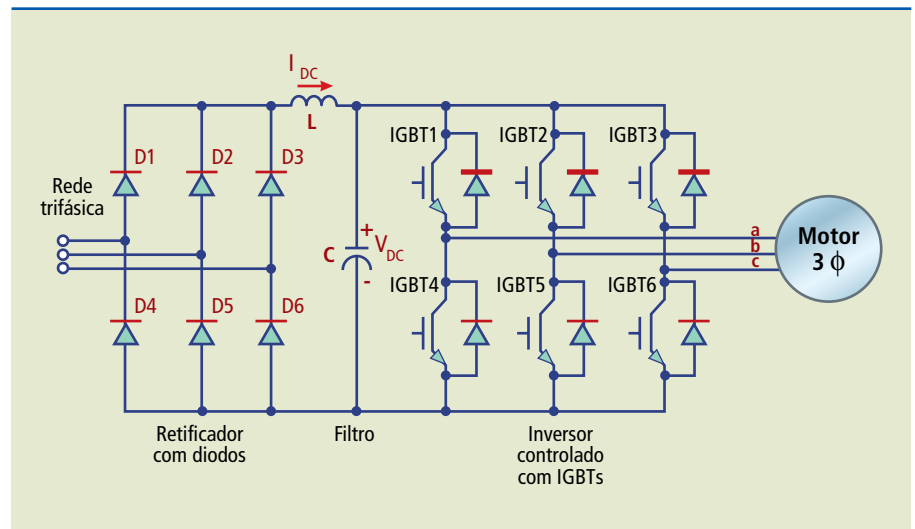 I DC
L
D1
D2
D3
IGBT1
IGBT2
IGBT3
Rede
trifásica
a
b
c
Motor
3 ϕ
+
C
V DC
-
D4
D5
D6
IGBT4
IGBT5
IGBT6
Retificador
com diodos
Filtro
Inversor
controlado
com IGBTs